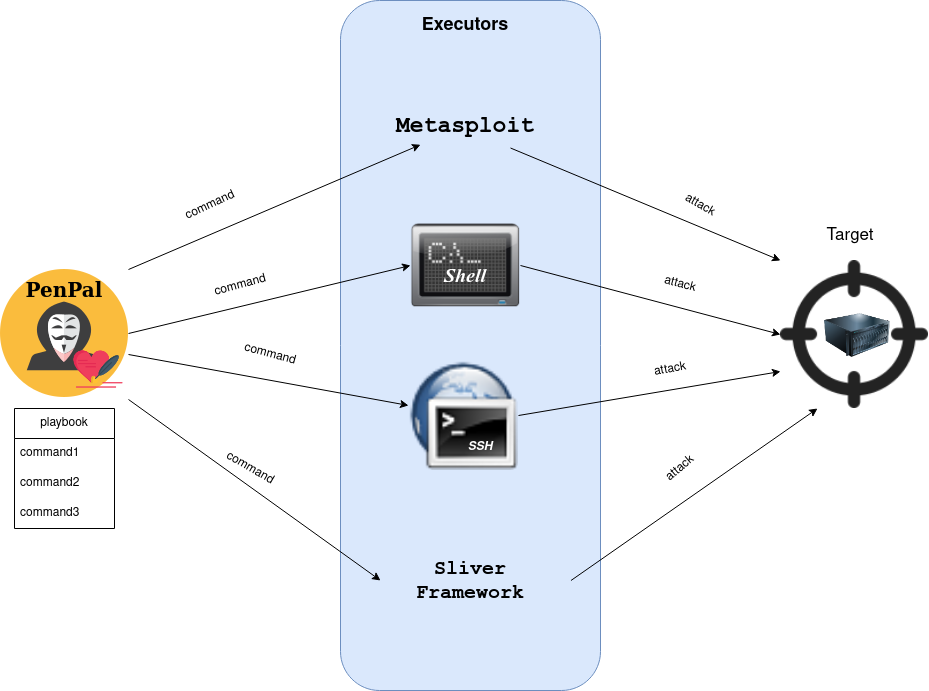 Executors
Metasploit
command
attack
Target
C:\_
Shell
command
attack
PenPal
command
attack
>_
SSH
playbook
command1
command2
command3
command
attack
Sliver
Framework